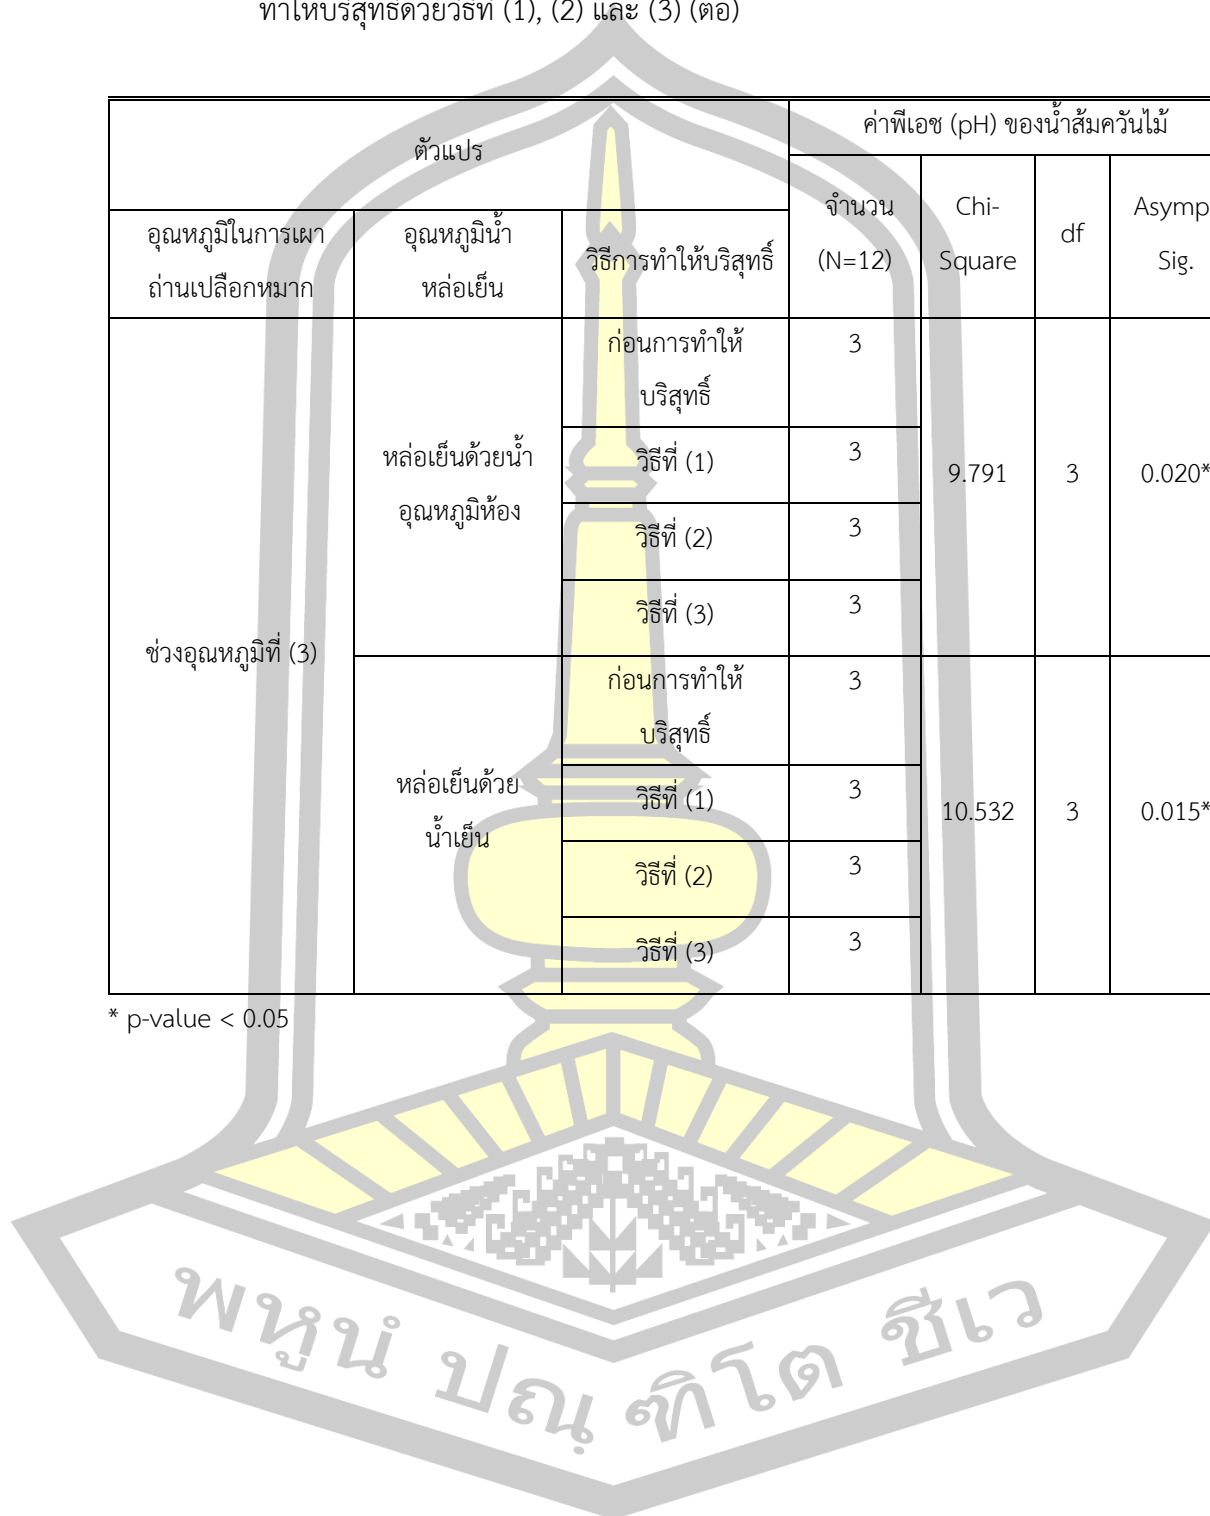 ทำให้บริสุทธิ์ด้วยวิธีที่ (1), (2) และ (3) (ต่อ)
ตัวแปร
ค่าพีเอช (pH) ของน้ำส้มควันไม้
อุณหภูมิในการเผา
ถ่านเปลือกหมาก
อุณหภูมิน้ำ
หล่อเย็น
วิธีการทำให้บริสุทธิ์
จำนวน
(N=12)
Chi-
Square
df
Asymp
Sig.
ช่วงอุณหภูมิที่ (3)
หล่อเย็นด้วยน้ำ
อุณหภูมิห้อง
ก่อนการทำให้
บริสุทธิ์
3
วิธีที่ (1)
3
วิธีที่ (2)
3
วิธีที่ (3)
3
9.791
3
0.020*
หล่อเย็นด้วย
น้ำเย็น
ก่อนการทำให้
บริสุทธิ์
3
วิธีที่ (1)
3
วิธีที่ (2)
3
วิธีที่ (3)
3
10.532
3
0.015*
* p-value < 0.05
พหูนํ ปณฺฑิโต ชีเว